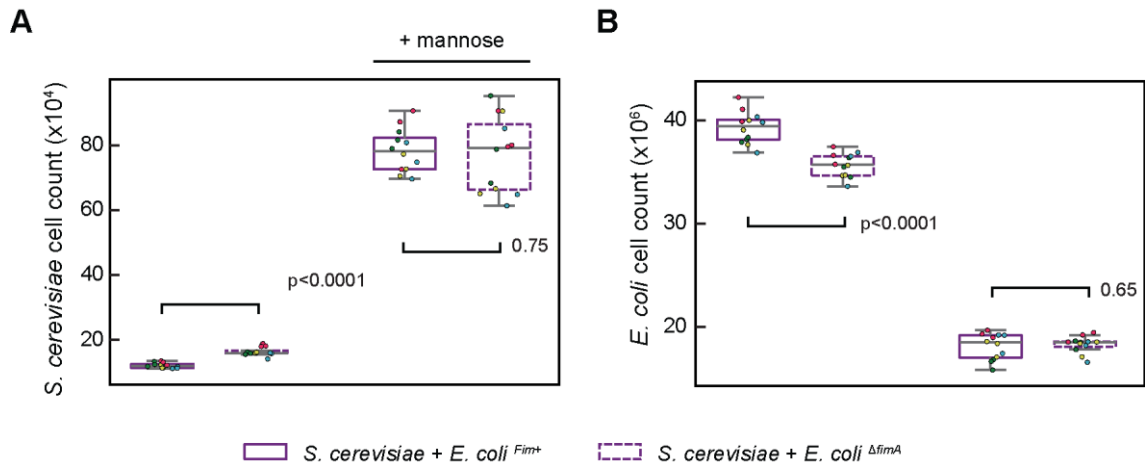 A
B
+ mannose
S. cerevisiae cell count (x10⁴)
80
60
40
20
p<0.0001
0.75
E. coli cell count (x10⁶)
40
30
20
p<0.0001
0.65
S. cerevisiae + E. coli Fim+
S. cerevisiae + E. coli ΔfimA